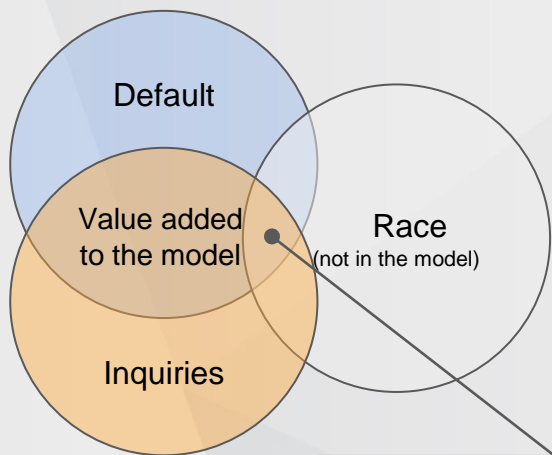 Default
Value added
to the model
Race
(not in the model)
Inquiries